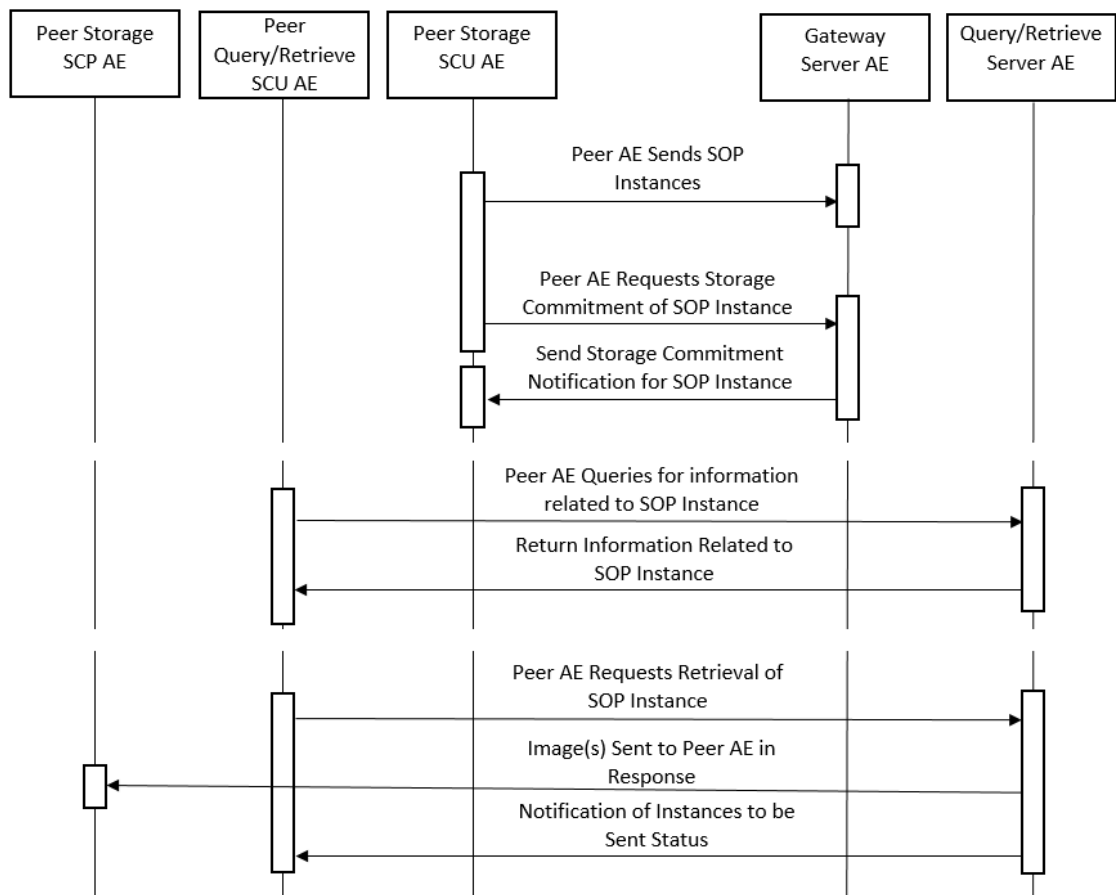 Peer Storage
SCP AE
Peer
Query/Retrieve
SCU AE
Peer Storage
SCU AE
Gateway
Server AE
Query/Retrieve
Server AE
Peer AE Sends SOP
Instances
Peer AE Requests Storage
Commitment of SOP Instance
Send Storage Commitment
Notification for SOP Instance
Peer AE Queries for information
related to SOP Instance
Return Information Related to
SOP Instance
Peer AE Requests Retrieval of
SOP Instance
Image(s) Sent to Peer AE in
Response
Notification of Instances to be
Sent Status